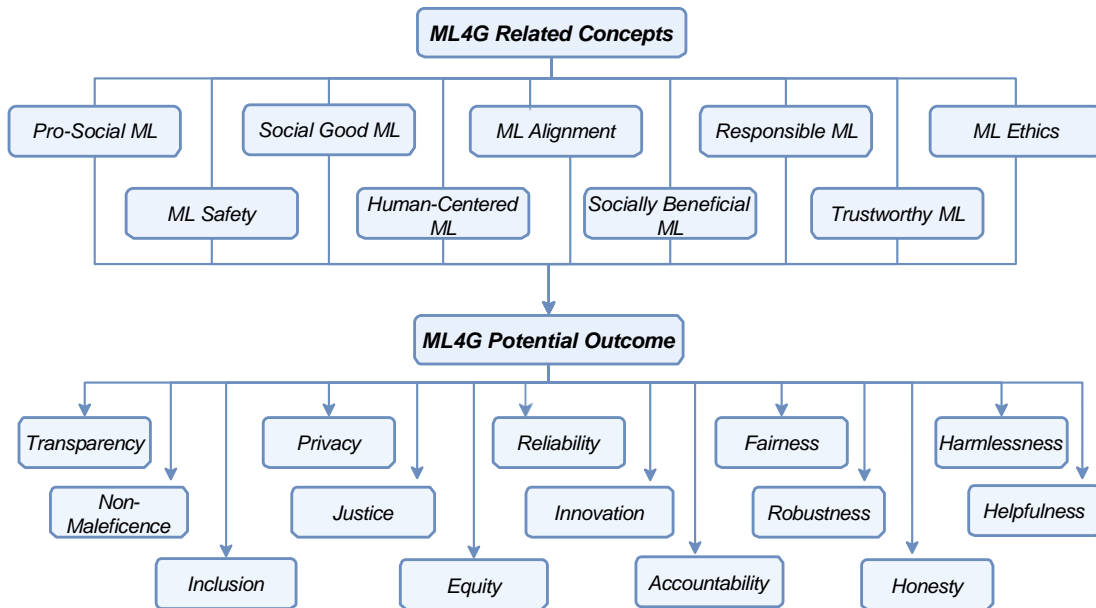 ML4G Related Concepts
Pro-Social ML
Social Good ML
ML Alignment
Responsible ML
ML Ethics
ML Safety
Human-Centered
ML
Socially Beneficial
ML
Trustworthy ML
ML4G Potential Outcome
Transparency
Privacy
Reliability
Fairness
Harmlessness
Non-
Maleficence
Justice
Innovation
Robustness
Helpfulness
Inclusion
Equity
Accountability
Honesty